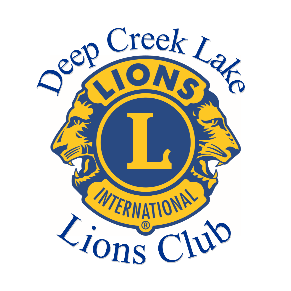 Deep Creek Lake
LIONS
L
INTERNATIONAL
®
Lions Club